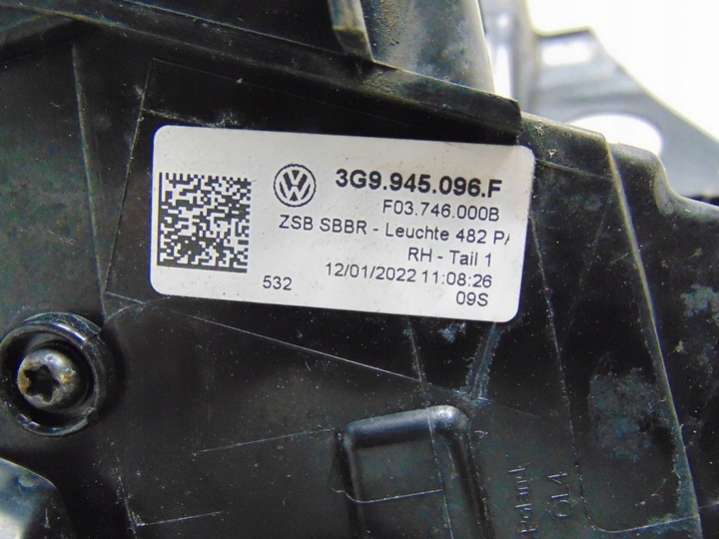 3G9.945.096.F
F03.746.000B
ZSB SBBR - Leuchte 482 PA
RH - Tail 1
532 12/01/2022 11:08:26
09S